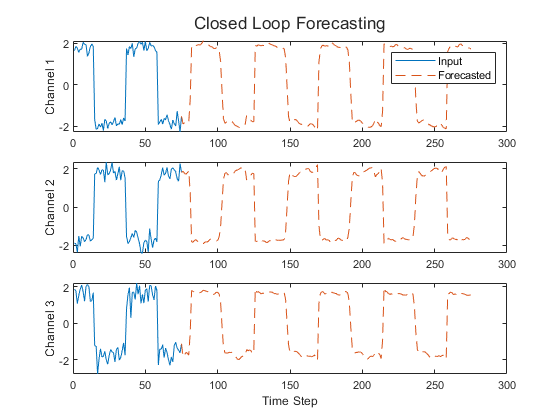 Closed Loop Forecasting
2
0
-2
Channel 1
Input
Forecasted
0 50 100 150 200 250 300
2
0
-2
Channel 2
0 50 100 150 200 250 300
2
0
-2
Channel 3
0 50 100 150 200 250 300
Time Step